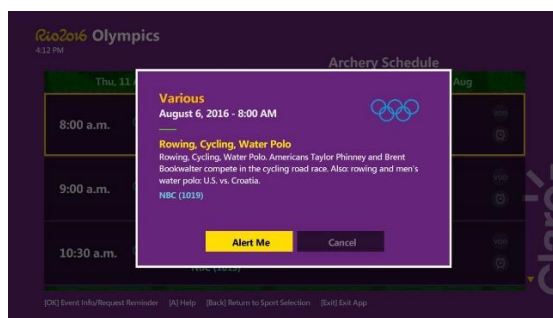 Rio2016 Olympics
4:12 PM
Archery Schedule
Thu, 11 A
Aug
8:00 a.m.
9:00 a.m.
10:30 a.m.
Various
August 6, 2016 - 8:00 AM
Rowing, Cycling, Water Polo
Rowing, Cycling, Water Polo. Americans Taylor Phinney and Brent
Bookwalter compete in the cycling road race. Also: rowing and men's
water polo: U.S. vs. Croatia.
NBC (1019)
Alert Me
Cancel
NBC (1019)
Claro
[OK] Event Info/Request Reminder [A] Help [Back] Return to Sport Selection [Exit] Exit App